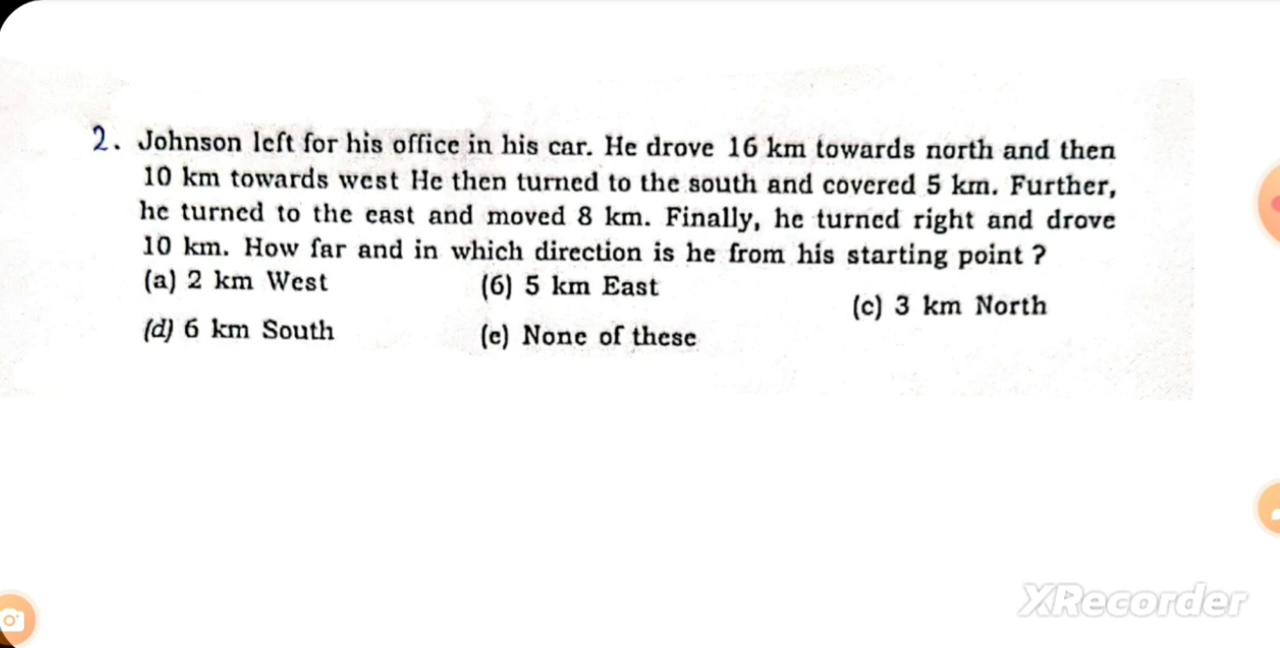 2. Johnson left for his office in his car. He drove 16 km towards north and then
10 km towards west He then turned to the south and covered 5 km. Further,
he turned to the east and moved 8 km. Finally, he turned right and drove
10 km. How far and in which direction is he from his starting point ?
(a) 2 km West (6) 5 km East (c) 3 km North
(d) 6 km South (e) None of these
XRecorder